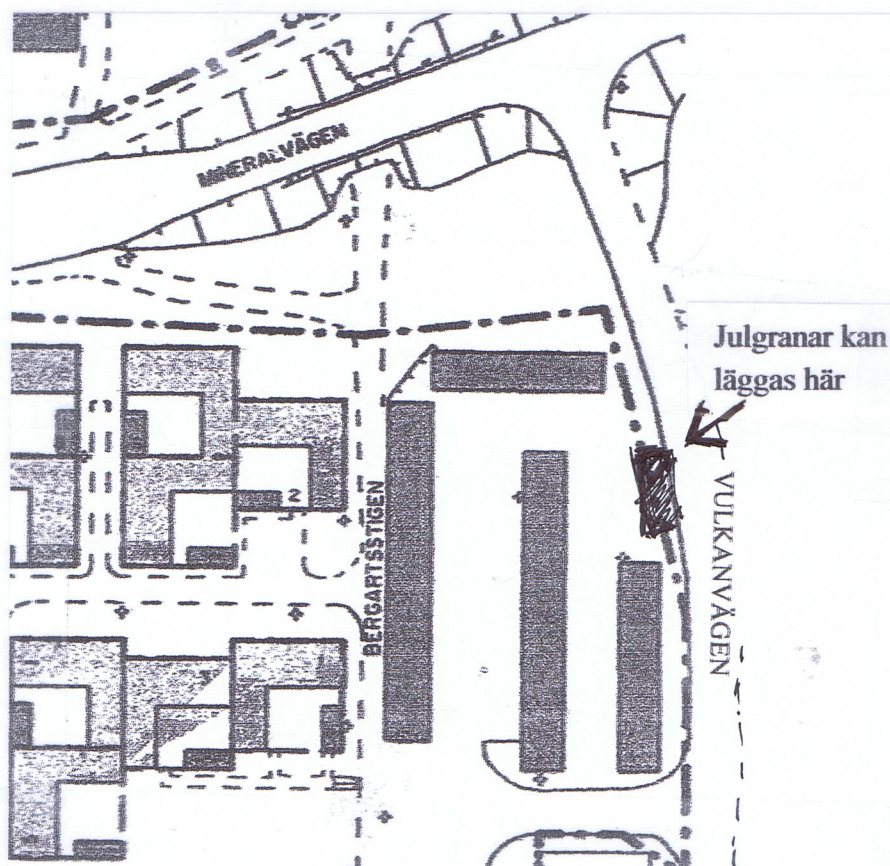 MINERALVÄGEN
Julgranar kan
läggas här
2
BERGARTSSTIGEN
VULKANVÄGEN